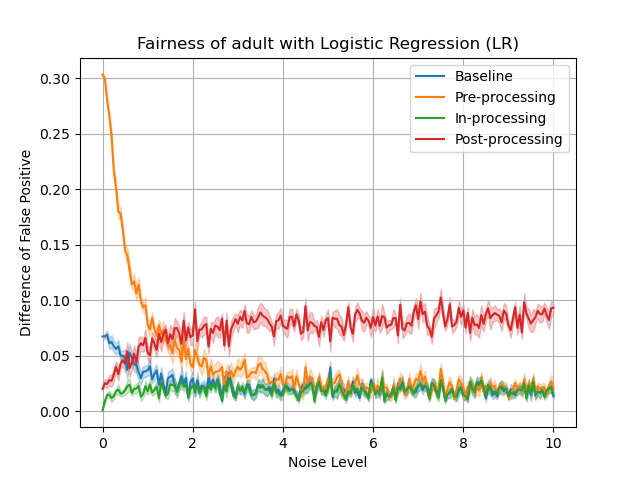 Fairness of adult with Logistic Regression (LR)
Baseline
Pre-processing
In-processing
Post-processing
Difference of False Positive
0.30
0.25
0.20
0.15
0.10
0.05
0.00
0 2 4 6 8 10
Noise Level